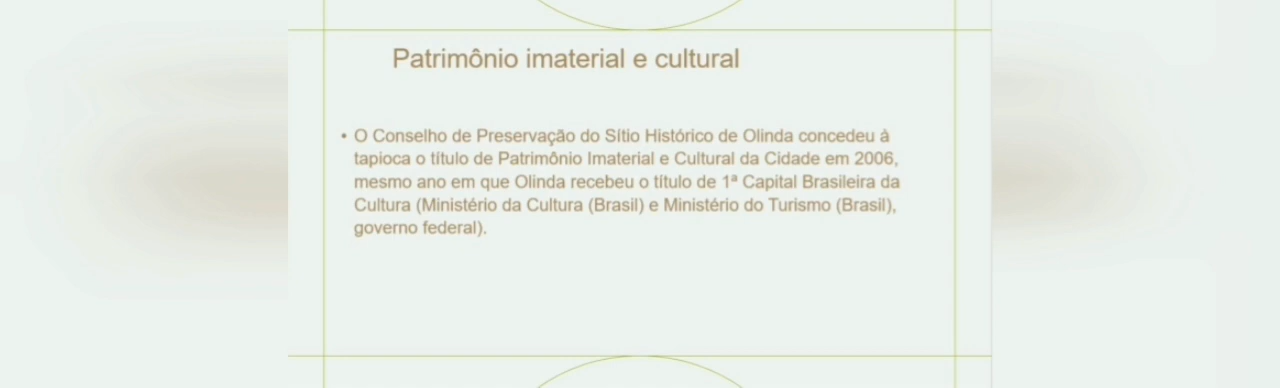 Patrimônio imaterial e cultural
• O Conselho de Preservação do Sítio Histórico de Olinda concedeu à
tapioca o título de Patrimônio Imaterial e Cultural da Cidade em 2006,
mesmo ano em que Olinda recebeu o título de 1ª Capital Brasileira da
Cultura (Ministério da Cultura (Brasil) e Ministério do Turismo (Brasil),
governo federal).